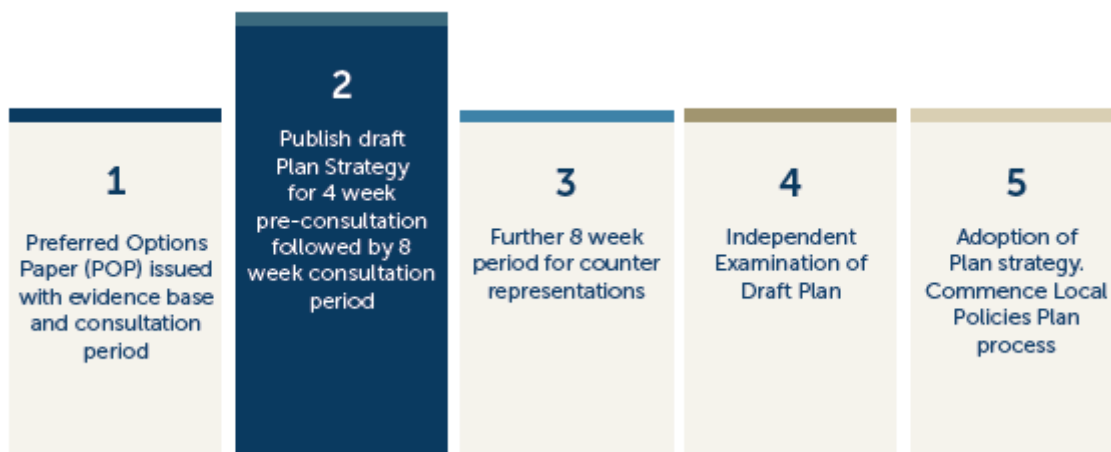 1
Preferred Options
Paper (POP) issued
with evidence base
and consultation
period
2
Publish draft
Plan Strategy
for 4 week
pre-consultation
followed by 8
week consultation
period
3
Further 8 week
period for counter
representations
4
Independent
Examination of
Draft Plan
5
Adoption of
Plan strategy.
Commence Local
Policies Plan
process